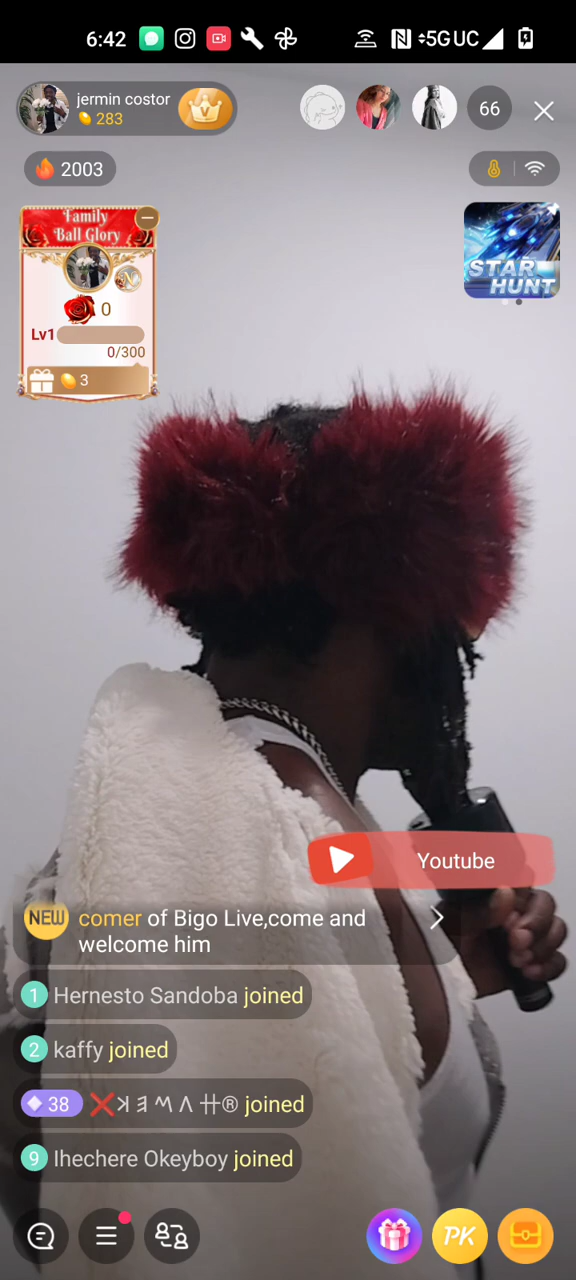 6:42
5G UC
jermin costor
283
V
66
2003
Family
Ball Glory
N
0
Lv1
0/300
3
STAR
HUNT
Youtube
NEW comer of Bigo Live,come and
welcome him
1 Hernesto Sandoba joined
2 kaffy joined
38 joined
9 Ihechere Okeyboy joined
PK